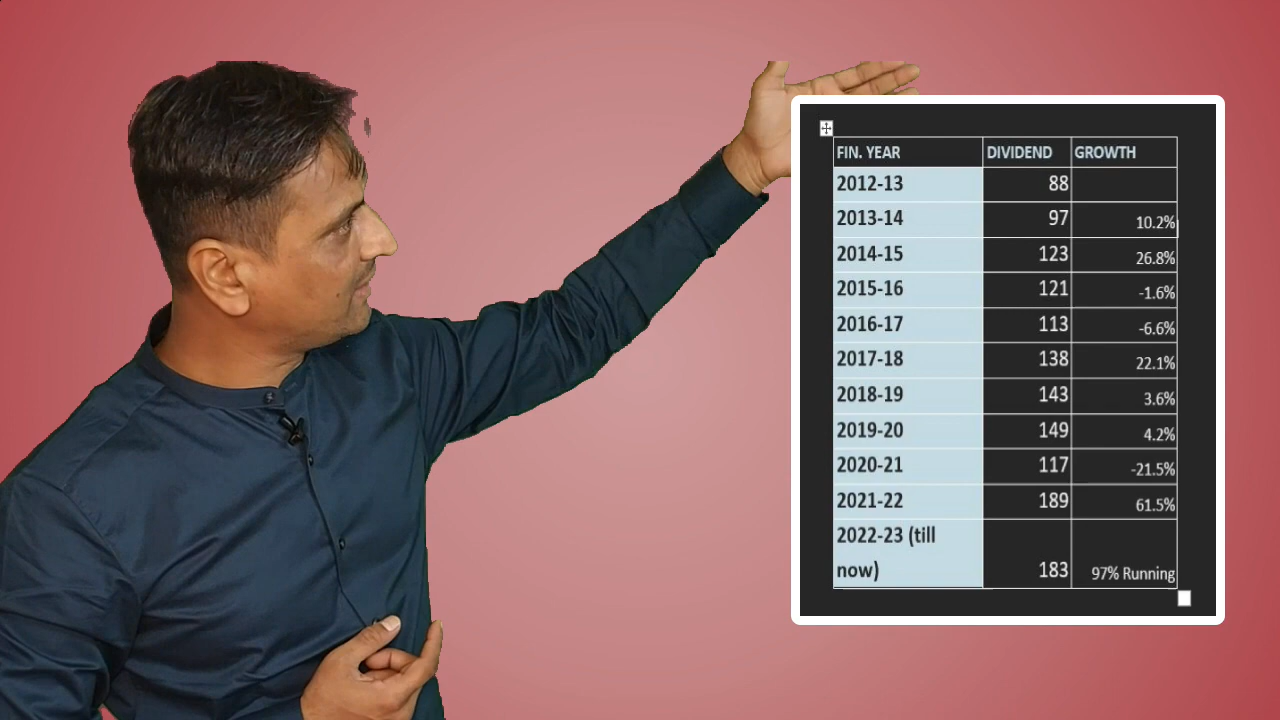 FIN. YEAR DIVIDEND GROWTH
2012-13 88
2013-14 97 10.2%
2014-15 123 26.8%
2015-16 121 -1.6%
2016-17 113 -6.6%
2017-18 138 22.1%
2018-19 143 3.6%
2019-20 149 4.2%
2020-21 117 -21.5%
2021-22 189 61.5%
2022-23 (till
now) 183 97% Running